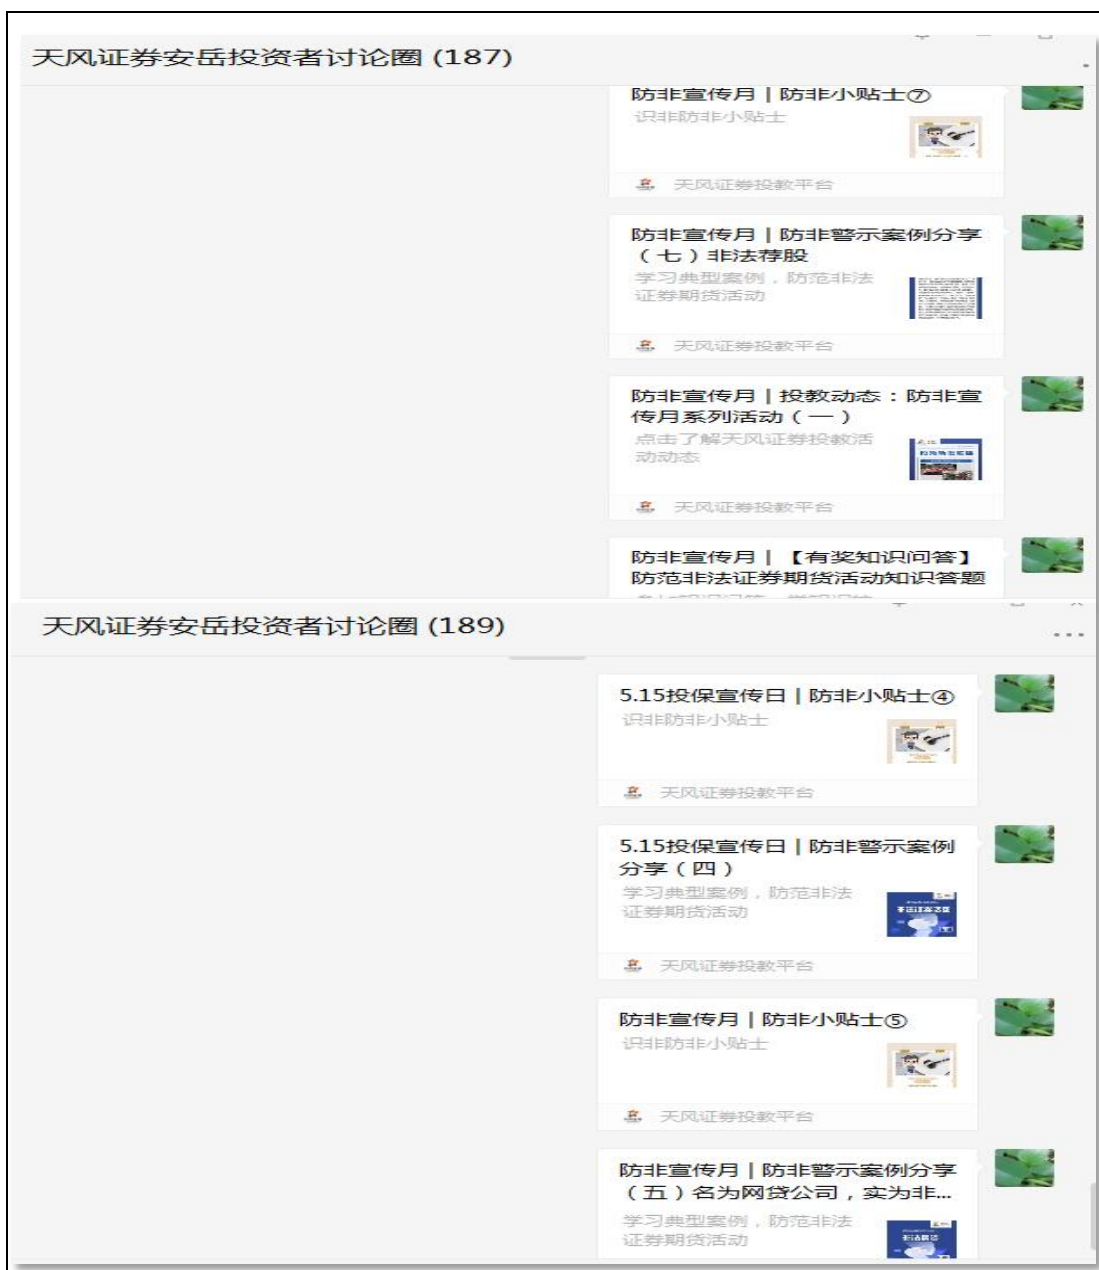 天风证券安岳投资者讨论圈 (187)
防非宣传月 | 防非小贴士⑦
识非防非小贴士
天风证券投教平台
防非宣传月 | 防非警示案例分享
（七）非法荐股
学习典型案例，防范非法
证券期货活动
天风证券投教平台
防非宣传月 | 投教动态：防非宣
传月系列活动（一）
点击了解天风证券投教活
动动态
天风证券投教平台
防非宣传月 | 【有奖知识问答】
防范非法证券期货活动知识答题
天风证券安岳投资者讨论圈 (189)
5.15投保宣传日 | 防非小贴士④
识非防非小贴士
天风证券投教平台
5.15投保宣传日 | 防非警示案例
分享（四）
学习典型案例，防范非法
证券期货活动
天风证券投教平台
防非宣传月 | 防非小贴士⑤
识非防非小贴士
天风证券投教平台
防非宣传月 | 防非警示案例分享
（五）名为网贷公司，实为非...
学习典型案例，防范非法
证券期货活动